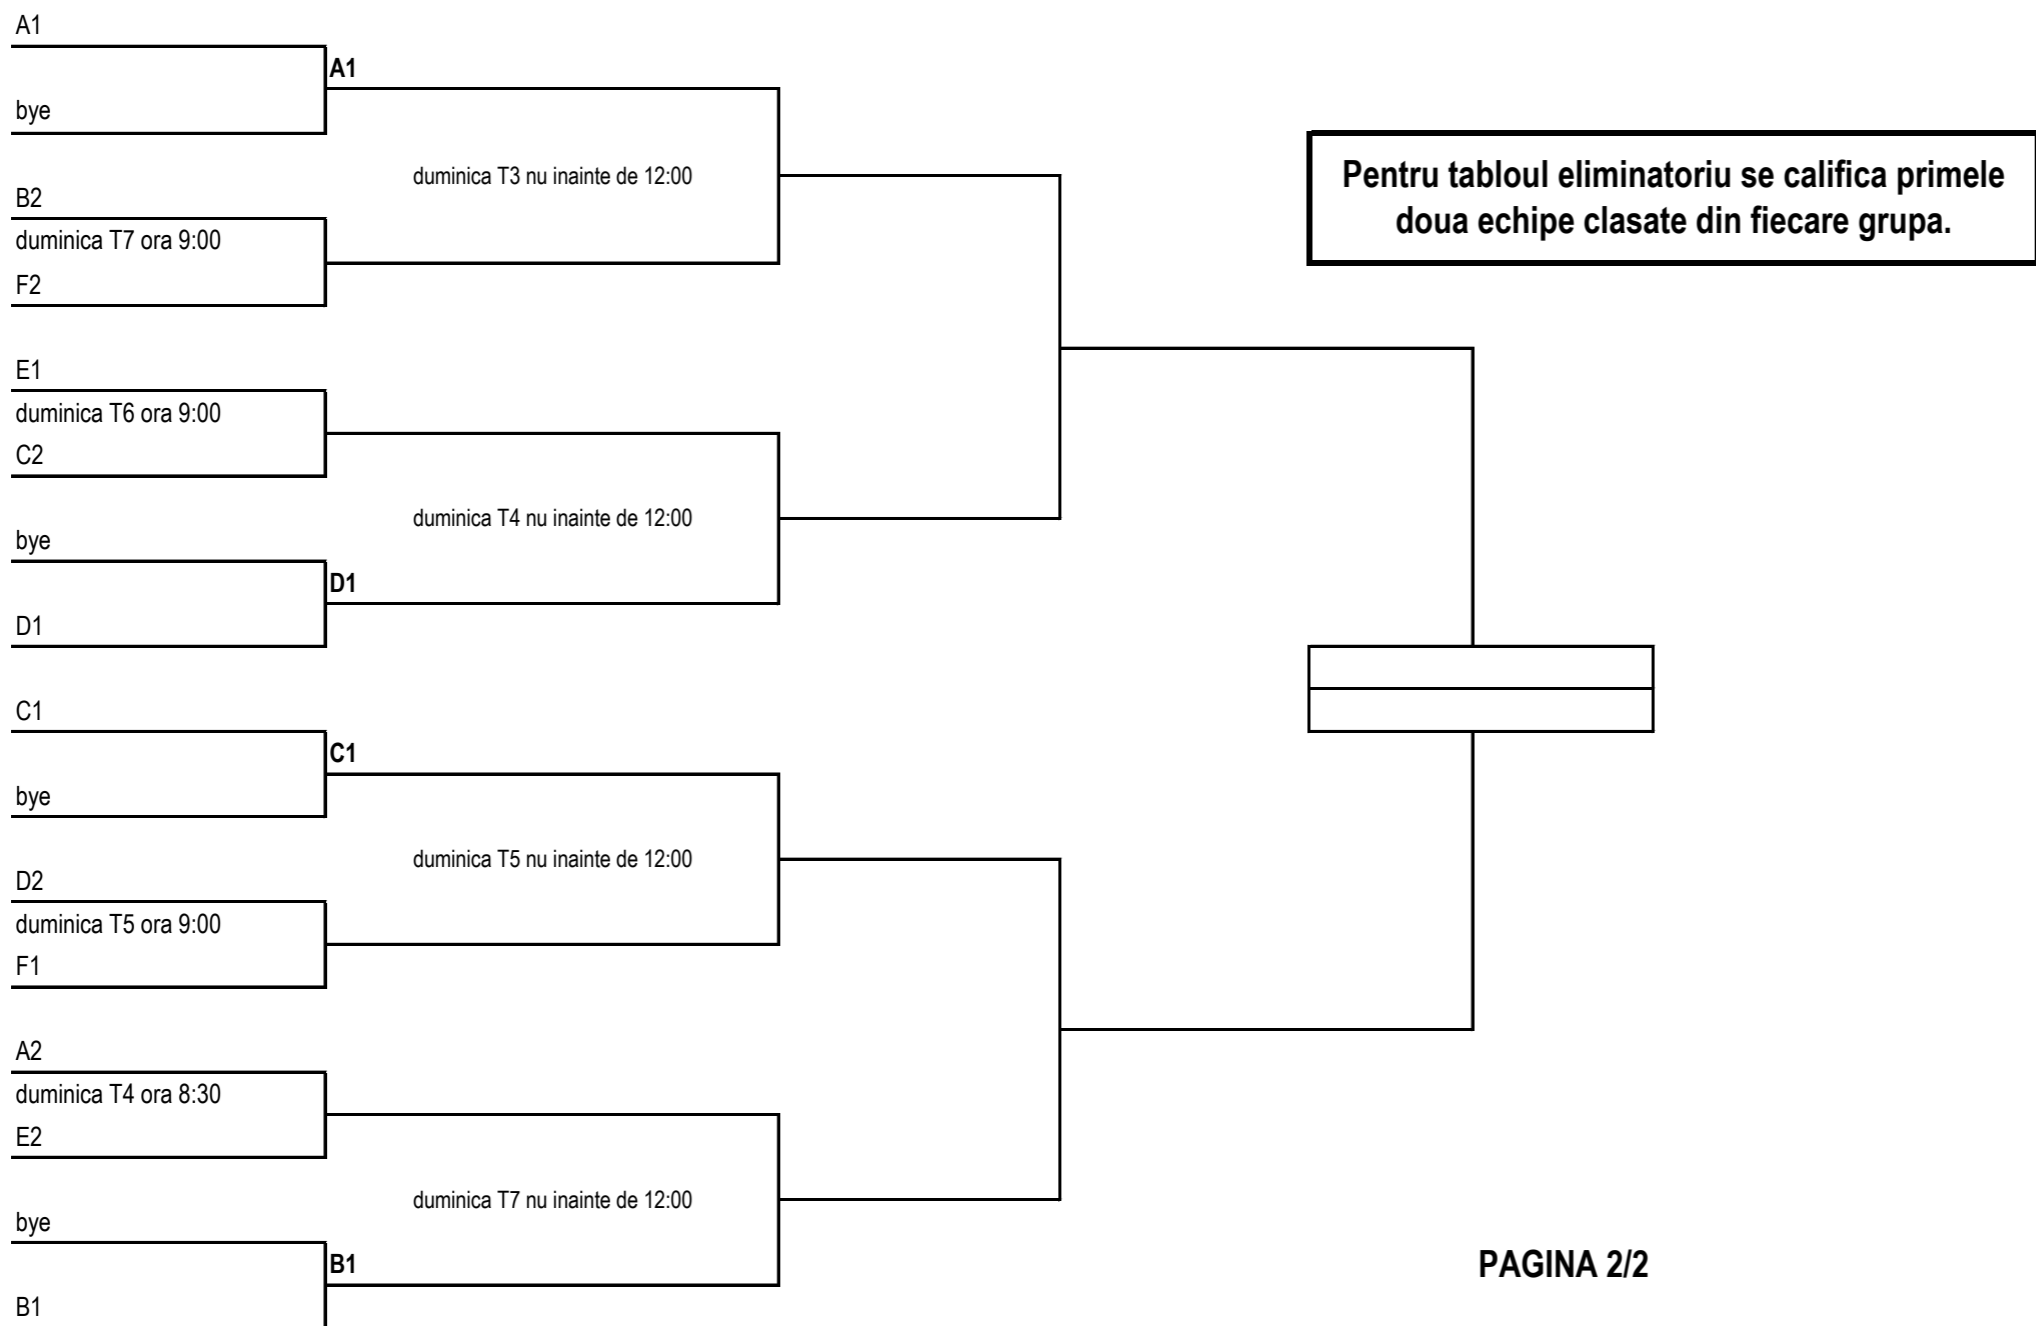 A1
A1
bye
duminica T3 nu inainte de 12:00
Pentru tabloul eliminatoriu se califica primele
doua echipe clasate din fiecare grupa.
B2
duminica T7 ora 9:00
F2
E1
duminica T6 ora 9:00
C2
duminica T4 nu inainte de 12:00
bye
D1
D1
C1
C1
bye
duminica T5 nu inainte de 12:00
D2
duminica T5 ora 9:00
F1
A2
duminica T4 ora 8:30
E2
duminica T7 nu inainte de 12:00
bye
B1
B1
PAGINA 2/2